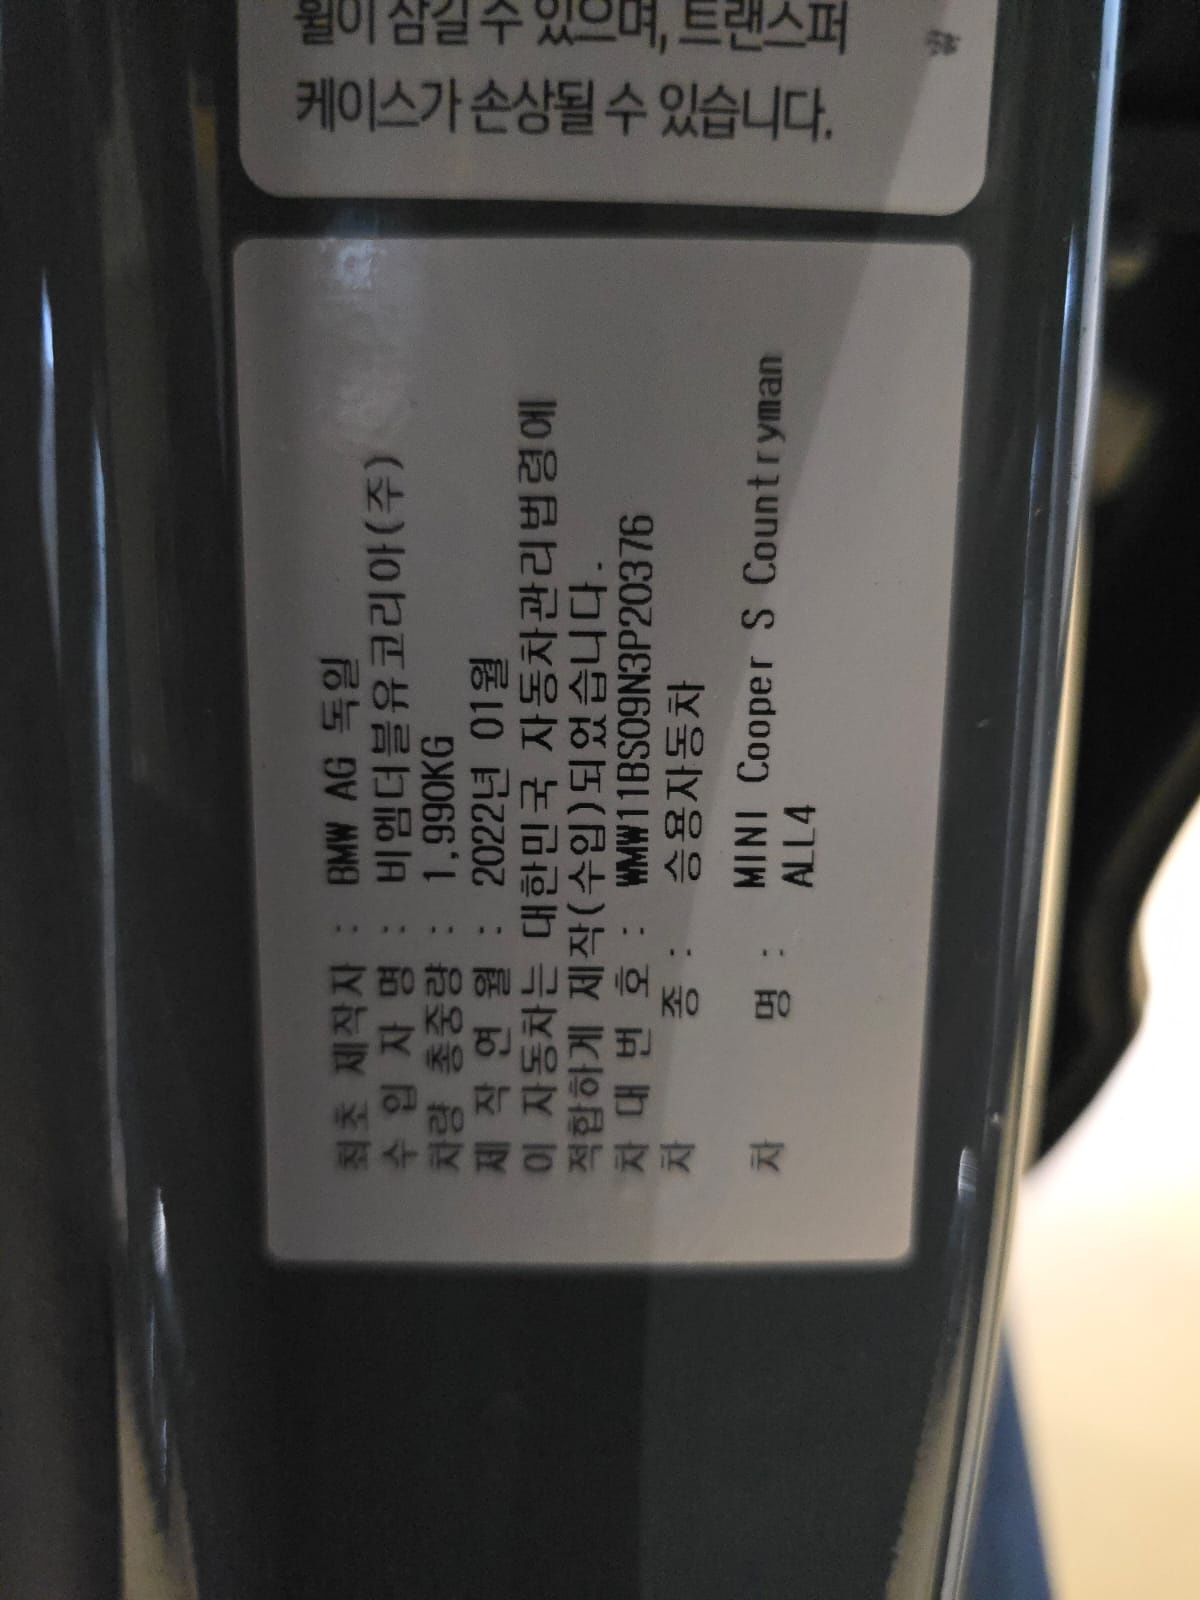 휠이 잠길 수 있으며, 트랜스퍼
케이스가 손상될 수 있습니다.
최초 제작자 : BMW AG 독일
수 입 자 명 : 비엠더블유코리아(주)
차량 총중량 : 1,990KG
제 작 연 월 : 2022년 01월
이 자동차는 대한민국 자동차관리법령에
적합하게 제작(수입)되었습니다.
차 대 번 호 : WMW11BS09N3P20376
차 종 : 승용자동차
차 명 : MINI Cooper S Countryman
ALL4